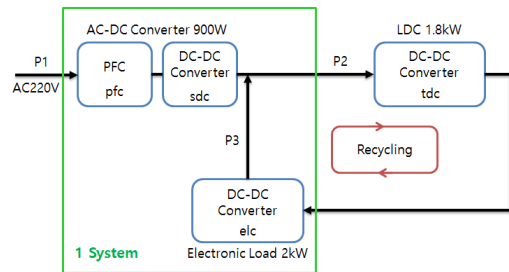 AC-DC Converter 900W
LDC 1.8kW
P1
AC220V
PFC
pfc
DC-DC
Converter
sdc
P2
DC-DC
Converter
tdc
P3
Recycling
DC-DC
Converter
elc
1 System
Electronic Load 2kW